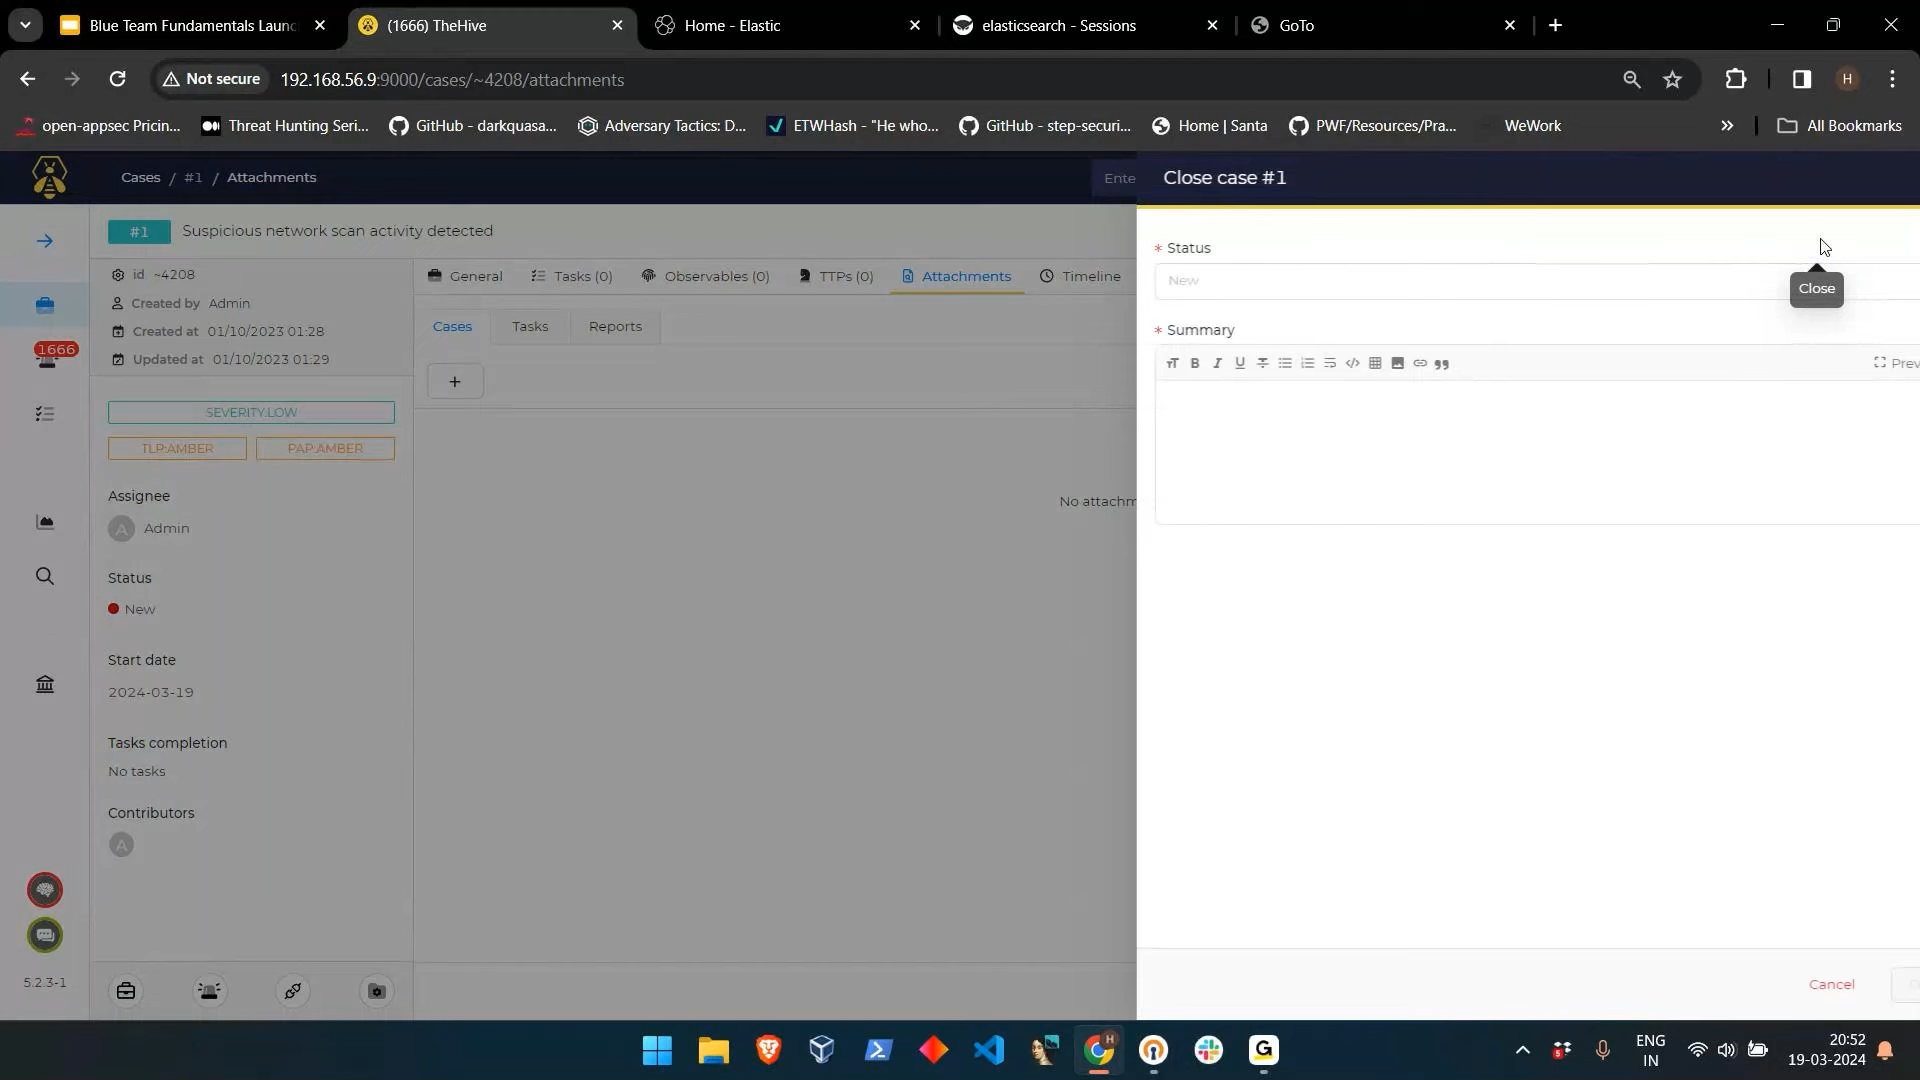 Blue Team Fundamentals Laun
(1666) TheHive
Home - Elastic
elasticsearch - Sessions
GoTo
Not secure
192.168.56.9:9000/cases/~4208/attachments
H
open-appsec Pricin...
Threat Hunting Seri...
GitHub - darkquasa...
Adversary Tactics: D...
ETWHash - "He who...
GitHub - step-securi...
Home | Santa
PWF/Resources/Pra...
WeWork
All Bookmarks
Cases / #1 / Attachments
Ente
Close case #1
#1 Suspicious network scan activity detected
id ~4208
Created by Admin
Created at 01/10/2023 01:28
Updated at 01/10/2023 01:29
General
Tasks (0)
Observables (0)
TTPs (0)
Attachments
Timeline
Cases
Tasks
Reports
+
1666
SEVERITY:LOW
TLP:AMBER
PAP:AMBER
Assignee
A Admin
Status
New
Start date
2024-03-19
Tasks completion
No tasks
Contributors
A
No attachm
* Status
New
Close
* Summary
Prev
Cancel
5.2.3-1
ENG
IN
20:52
19-03-2024